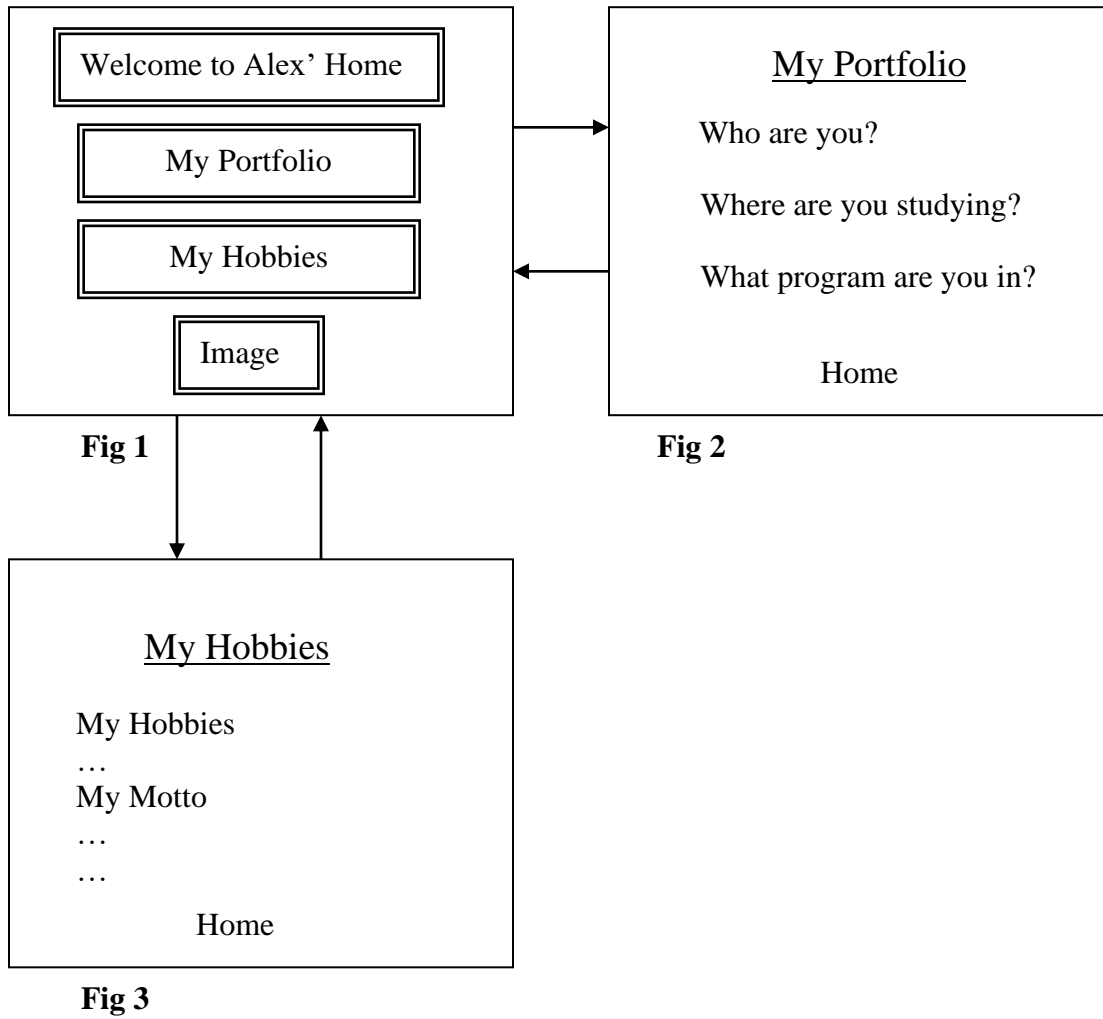 Welcome to Alex’ Home
My Portfolio
My Hobbies
Image
Fig 1
My Portfolio
Who are you?
Where are you studying?
What program are you in?
Home
Fig 2
My Hobbies
My Hobbies
…
My Motto
…
…
Home
Fig 3